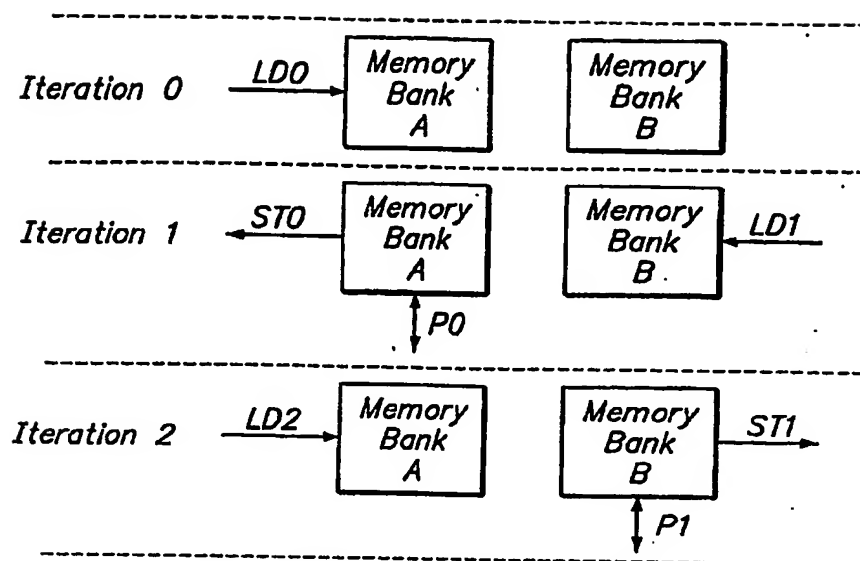 Iteration 0
LD0
Memory
Bank
A
Memory
Bank
B
Iteration 1
ST0
Memory
Bank
A
Memory
Bank
B
LD1
P0
Iteration 2
LD2
Memory
Bank
A
Memory
Bank
B
ST1
P1